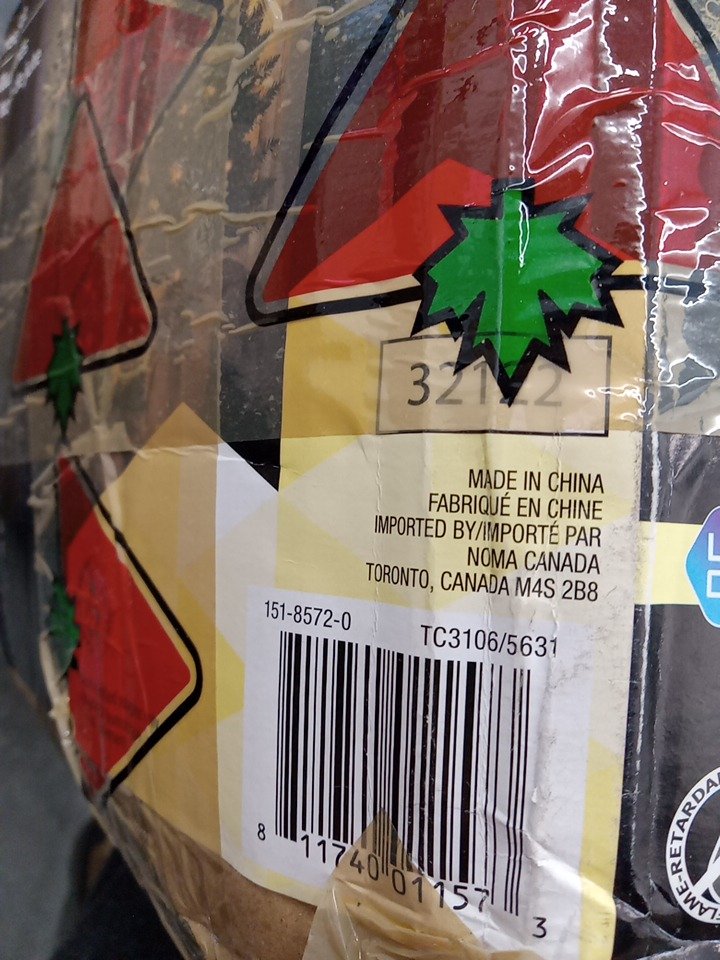 32122
MADE IN CHINA
FABRIQUÉ EN CHINE
IMPORTED BY/IMPORTÉ PAR
NOMA CANADA
TORONTO, CANADA M4S 2B8
151-8572-0 TC3106/5631
8 11740 01157 3